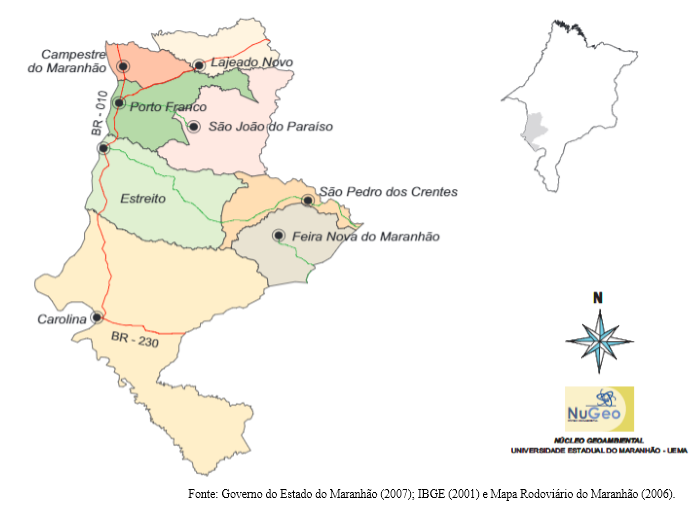 Campestre
do Maranhão
Lajeado Novo
BR - 010
Porto Franco
São João do Paraíso
Estreito
São Pedro dos Crentes
Feira Nova do Maranhão
Carolina
BR - 230
N
NuGeo
NÚCLEO GEOAMBIENTAL
UNIVERSIDADE ESTADUAL DO MARANHÃO - UEMA
Fonte: Governo do Estado do Maranhão (2007); IBGE (2001) e Mapa Rodoviário do Maranhão (2006).